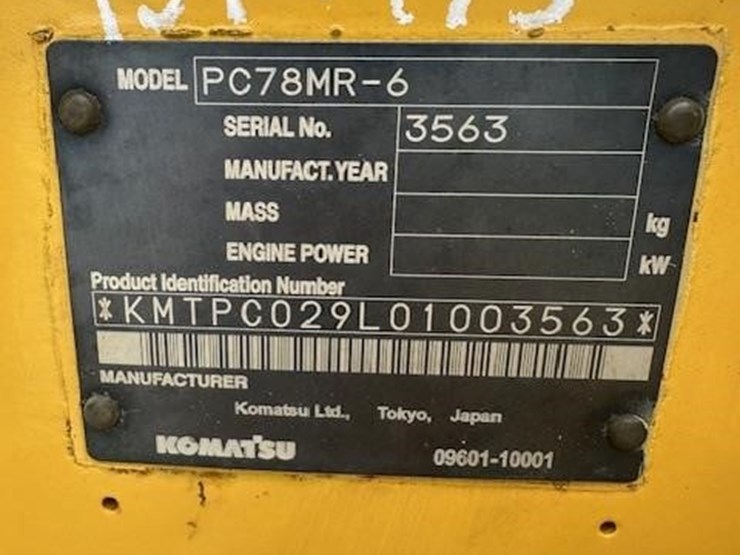 MODEL PC78MR-6
SERIAL No. 3563
MANUFACT.YEAR
MASS kg
ENGINE POWER kW
Product Identification Number
*KMTPC029L01003563*
MANUFACTURER
Komatsu Ltd., Tokyo, Japan
KOMATSU 09601-10001